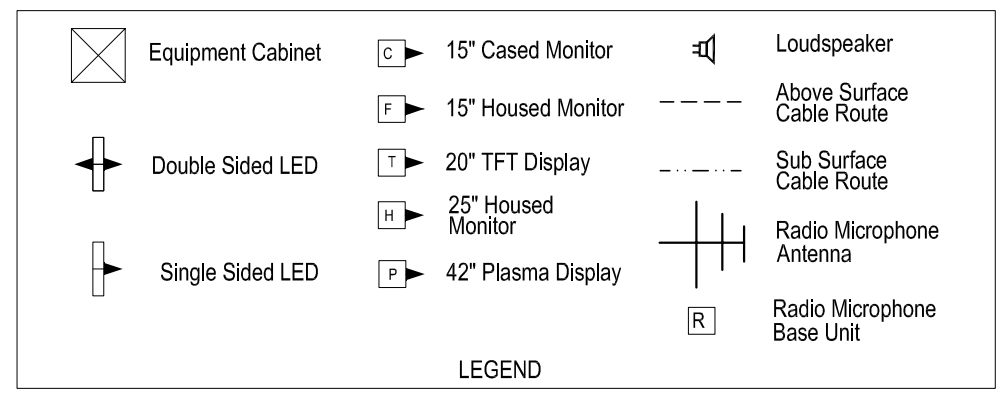 Equipment Cabinet
Double Sided LED
Single Sided LED
C
15" Cased Monitor
F
15" Housed Monitor
T
20" TFT Display
H
25" Housed
Monitor
P
42" Plasma Display
Loudspeaker
Above Surface
Cable Route
Sub Surface
Cable Route
Radio Microphone
Antenna
R
Radio Microphone
Base Unit
LEGEND